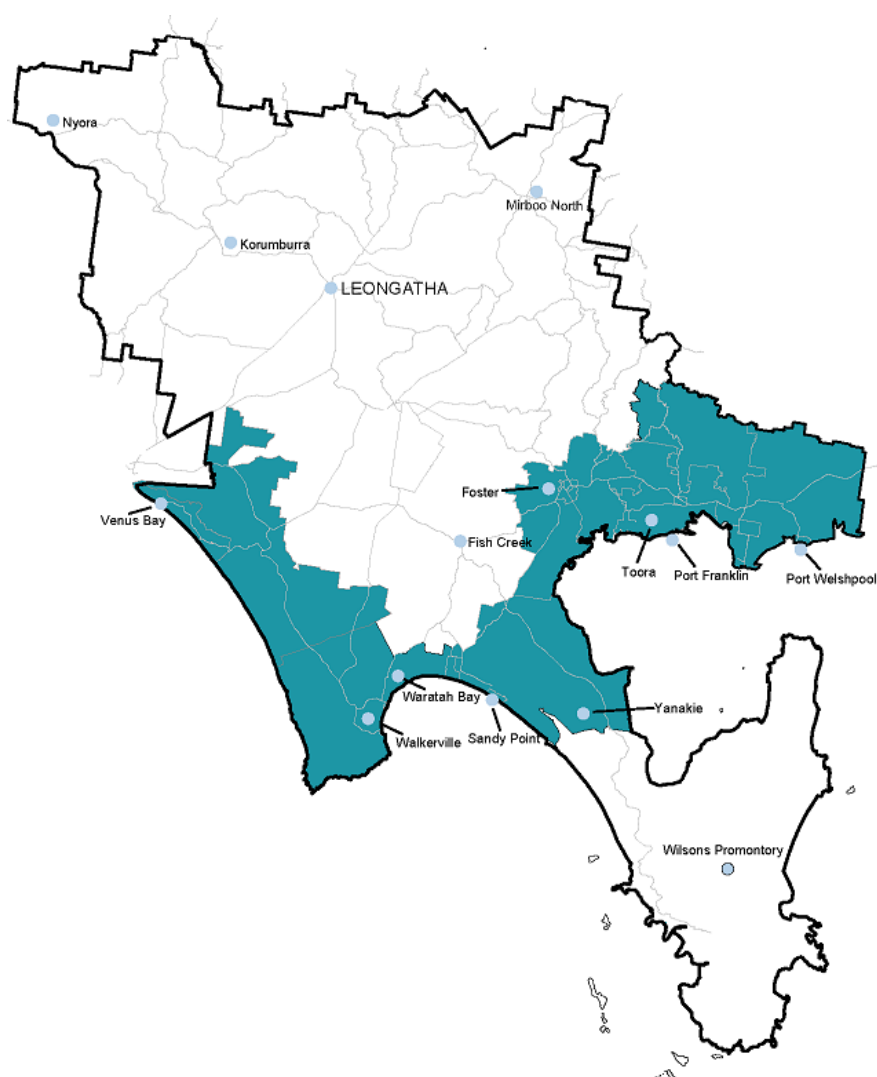 Nyora
Mirboo North
Korumburra
LEONGATHA
Foster
Venus Bay
Fish Creek
Toora
Port Franklin
Port Welshpool
Waratah Bay
Yanakie
Sandy Point
Walkerville
Wilsons Promontory